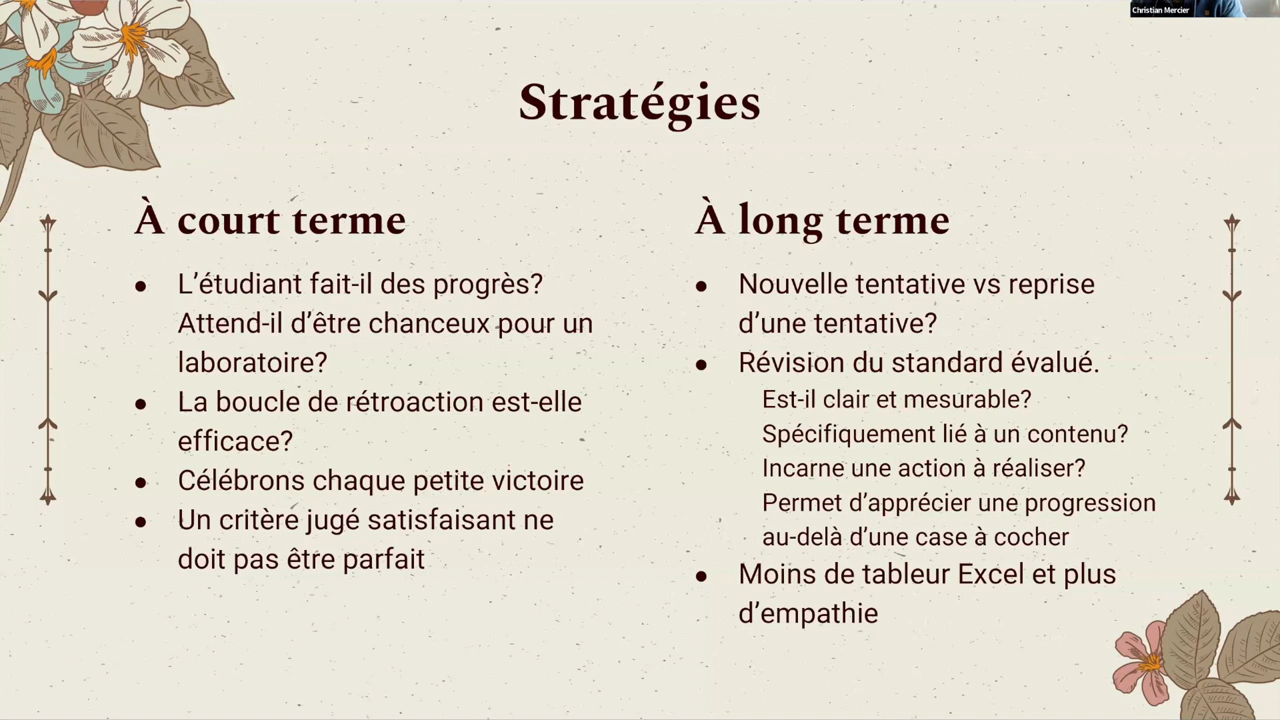 Christian Mercier
Stratégies
À court terme
• L’étudiant fait-il des progrès?
Attend-il d’être chanceux pour un
laboratoire?
• La boucle de rétroaction est-elle
efficace?
• Célébrons chaque petite victoire
• Un critère jugé satisfaisant ne
doit pas être parfait
À long terme
• Nouvelle tentative vs reprise
d’une tentative?
• Révision du standard évalué.
Est-il clair et mesurable?
Spécifiquement lié à un contenu?
Incarne une action à réaliser?
Permet d’apprécier une progression
au-delà d’une case à cocher
• Moins de tableur Excel et plus
d’empathie